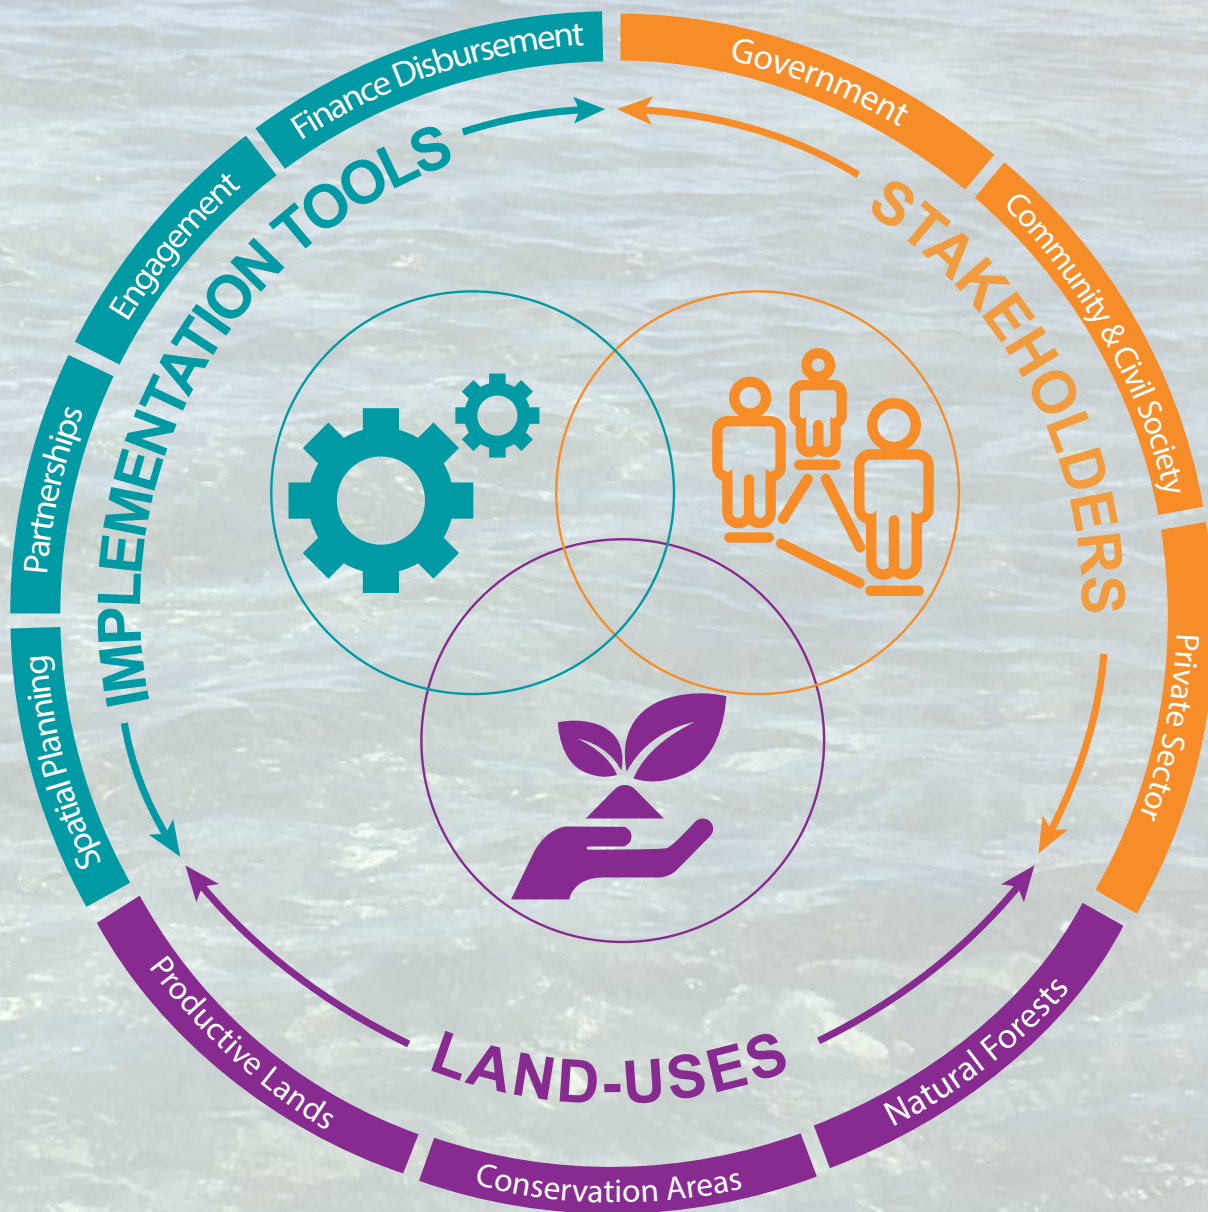 Finance Disbursement
Engagement
Partnerships
Spatial Planning
IMPLEMENTATION TOOLS
Government
Community & Civil Society
Private Sector
STAKEHOLDERS
Natural Forests
Conservation Areas
Productive Lands
LAND-USES